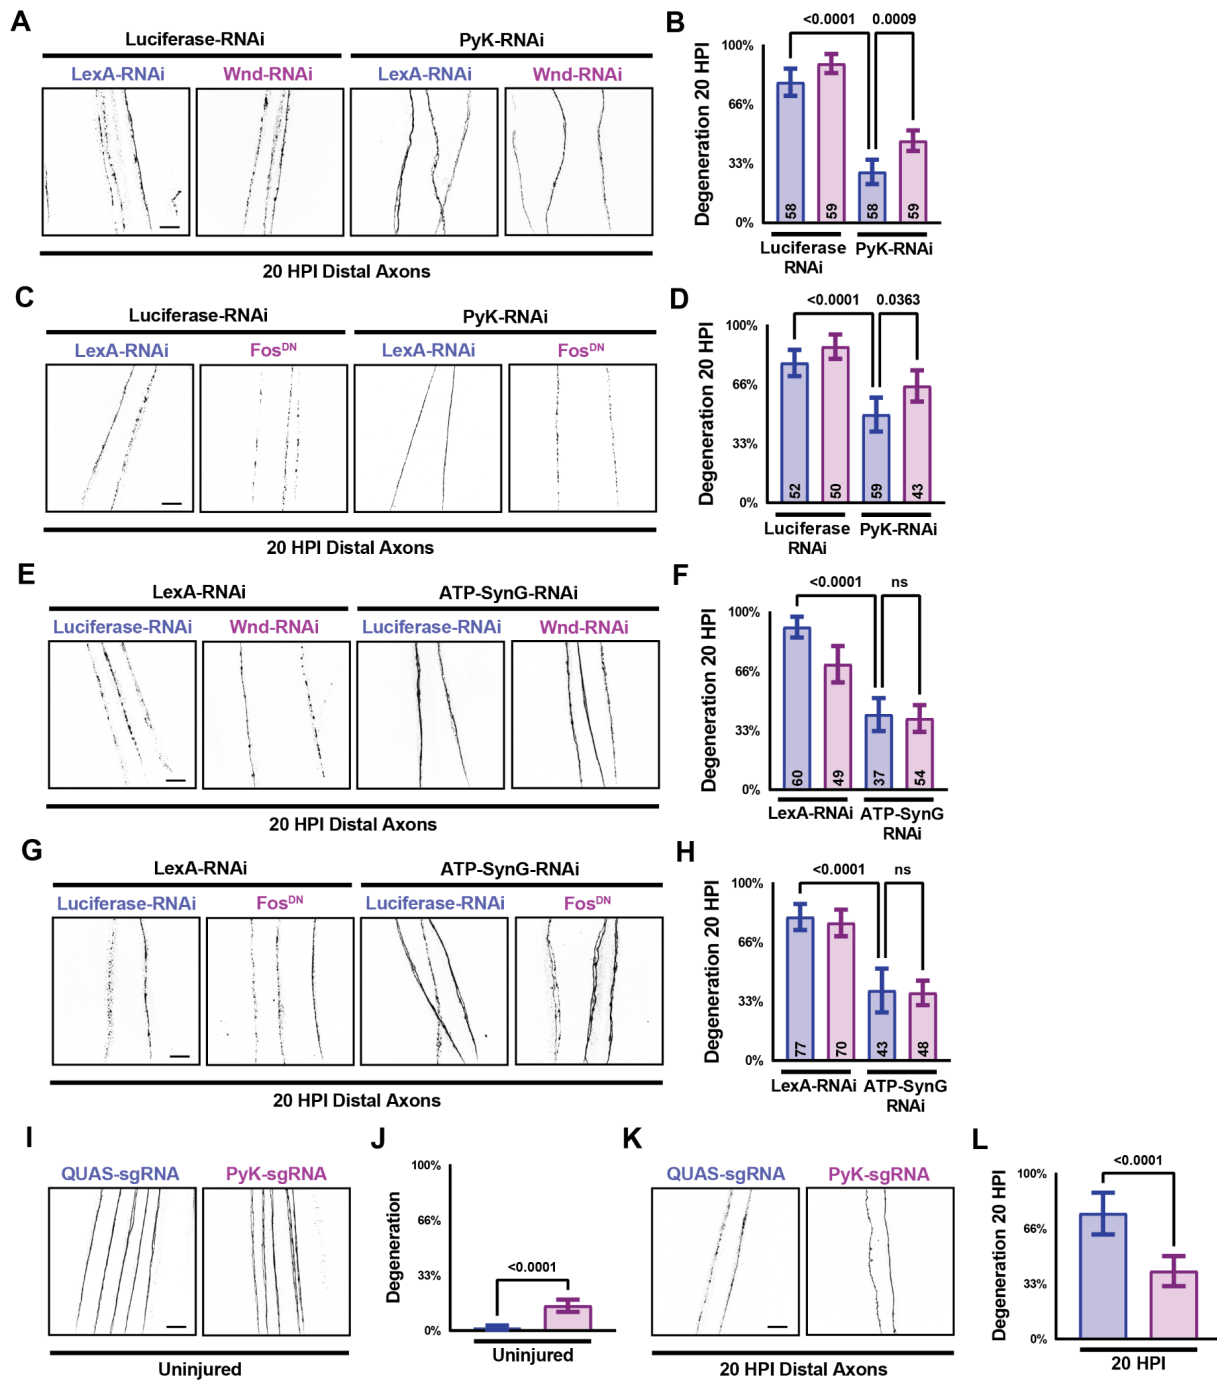 A
Luciferase-RNAi PyK-RNAi
LexA-RNAi Wnd-RNAi LexA-RNAi Wnd-RNAi
20 HPI Distal Axons
B
<0.0001 0.0009
Degeneration 20 HPI
100%
66%
33%
0%
58 59 58 59
Luciferase RNAi PyK-RNAi
C
Luciferase-RNAi PyK-RNAi
LexA-RNAi FosDN LexA-RNAi FosDN
20 HPI Distal Axons
D
<0.0001 0.0363
Degeneration 20 HPI
100%
66%
33%
0%
52 50 59 43
Luciferase RNAi PyK-RNAi
E
LexA-RNAi ATP-SynG-RNAi
Luciferase-RNAi Wnd-RNAi Luciferase-RNAi Wnd-RNAi
20 HPI Distal Axons
F
<0.0001 ns
Degeneration 20 HPI
100%
66%
33%
0%
60 49 37 54
LexA-RNAi ATP-SynG RNAi
G
LexA-RNAi ATP-SynG-RNAi
Luciferase-RNAi FosDN Luciferase-RNAi FosDN
20 HPI Distal Axons
H
<0.0001 ns
Degeneration 20 HPI
100%
66%
33%
0%
77 70 43 48
LexA-RNAi ATP-SynG RNAi
I
QUAS-sgRNA PyK-sgRNA
Uninjured
J
Degeneration
100%
66%
33%
0%
<0.0001
Uninjured
K
QUAS-sgRNA PyK-sgRNA
20 HPI Distal Axons
L
<0.0001
Degeneration 20 HPI
100%
66%
33%
0%
20 HPI